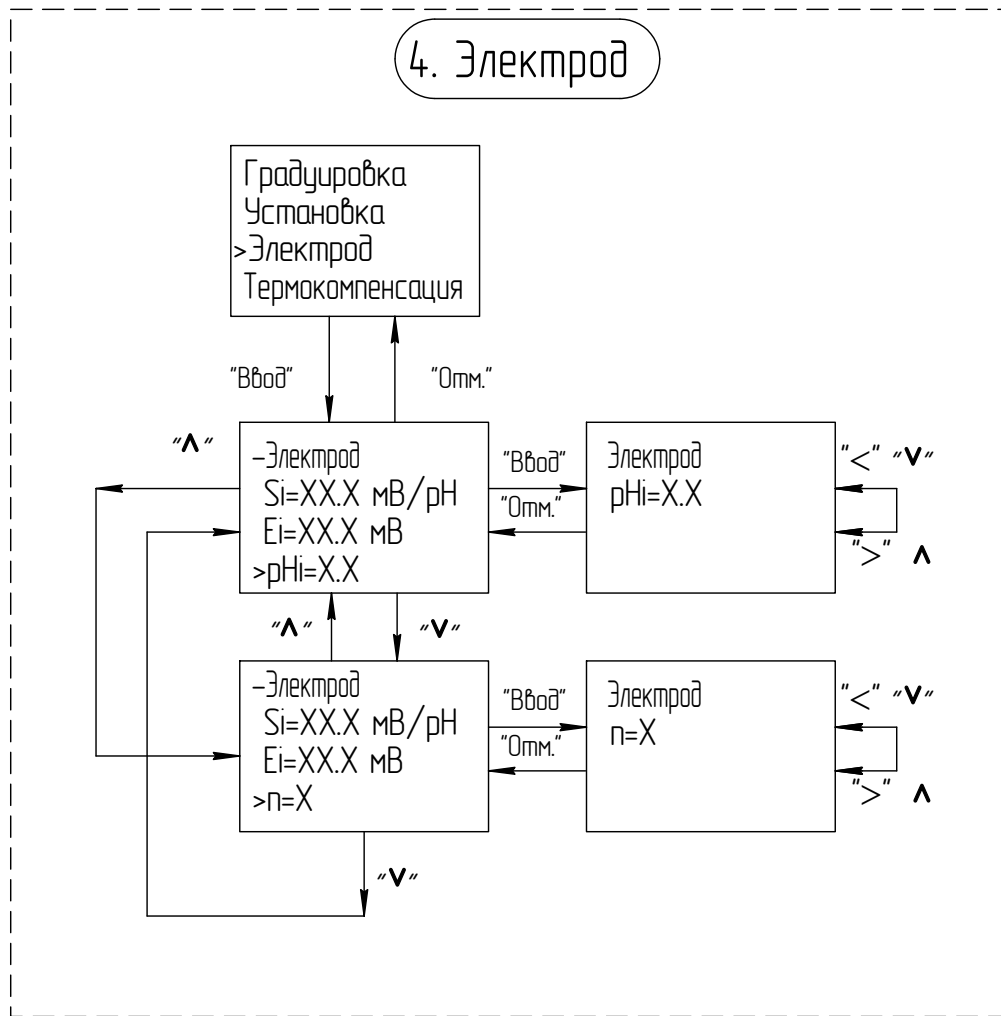 4. Электрод
Градуировка
Установка
>Электрод
Термокомпенсация
"Ввод"
"Отм."
"Λ"
-Электрод
Si=XX.X мВ/pH
Ei=XX.X мВ
>pHi=X.X
"Ввод"
"Отм."
Электрод
pHi=X.X
"<" "V"
">" Λ
"Λ"
"V"
-Электрод
Si=XX.X мВ/pH
Ei=XX.X мВ
>n=X
"Ввод"
"Отм."
Электрод
n=X
"<" "V"
">" Λ
"V"